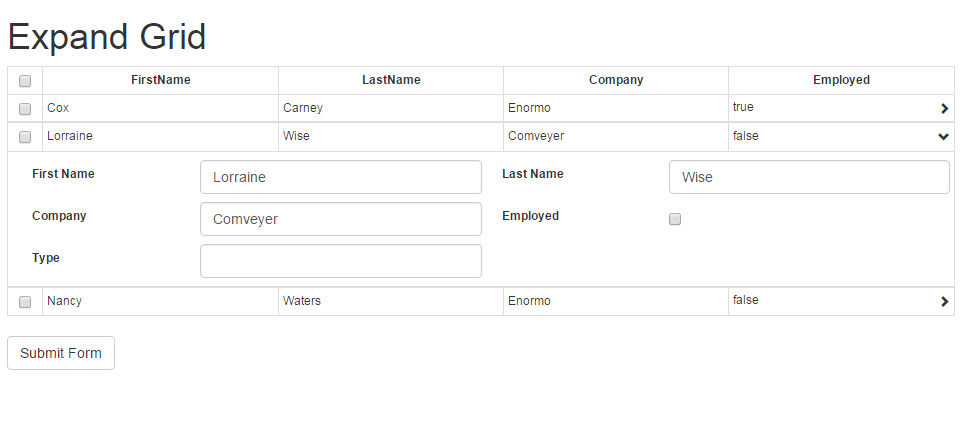 Expand Grid
FirstName LastName Company Employed
Cox Carney Enormo true
Lorraine Wise Comveyer false
First Name Lorraine Last Name Wise
Company Comveyer Employed
Type
Nancy Waters Enormo false
Submit Form